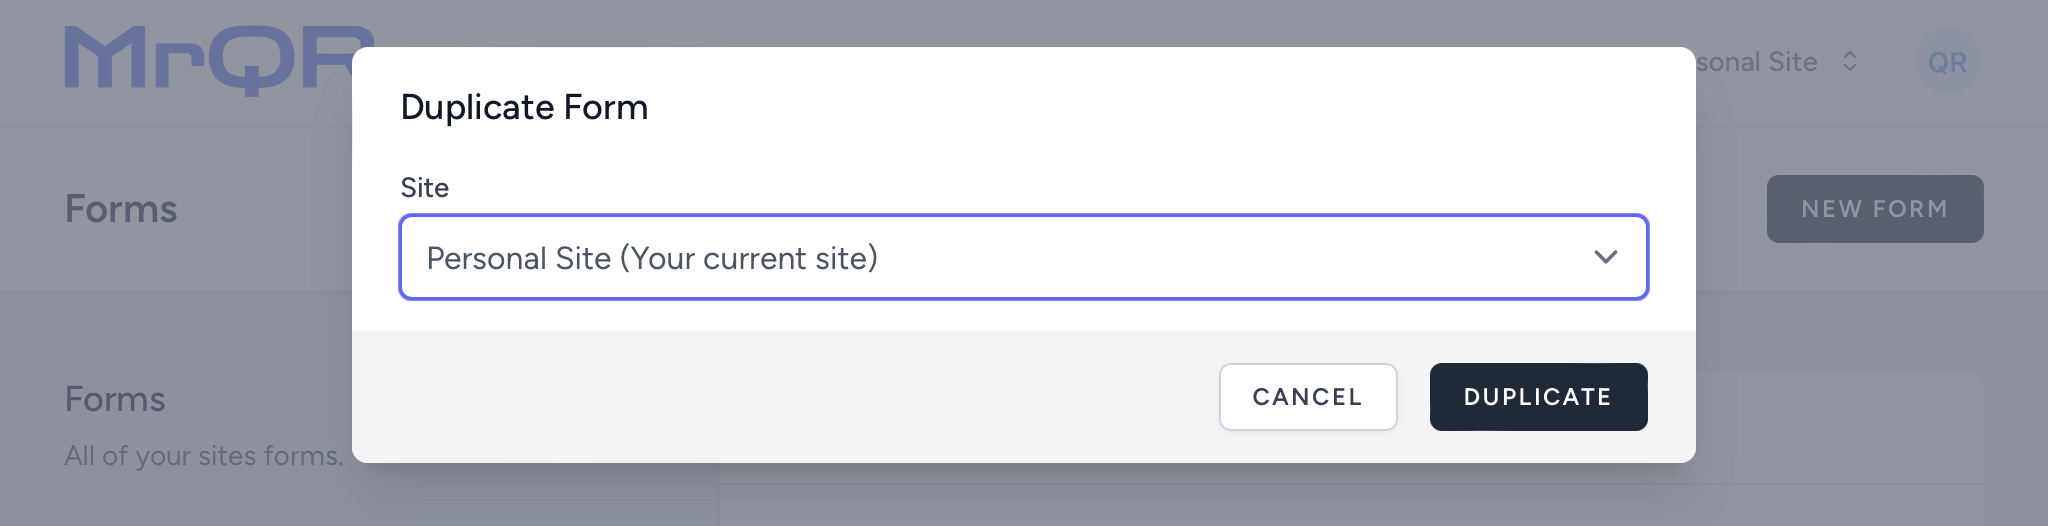 MrQR
sonal Site
QR
Duplicate Form
Site
Personal Site (Your current site)
Forms
NEW FORM
CANCEL
DUPLICATE
Forms
All of your sites forms.